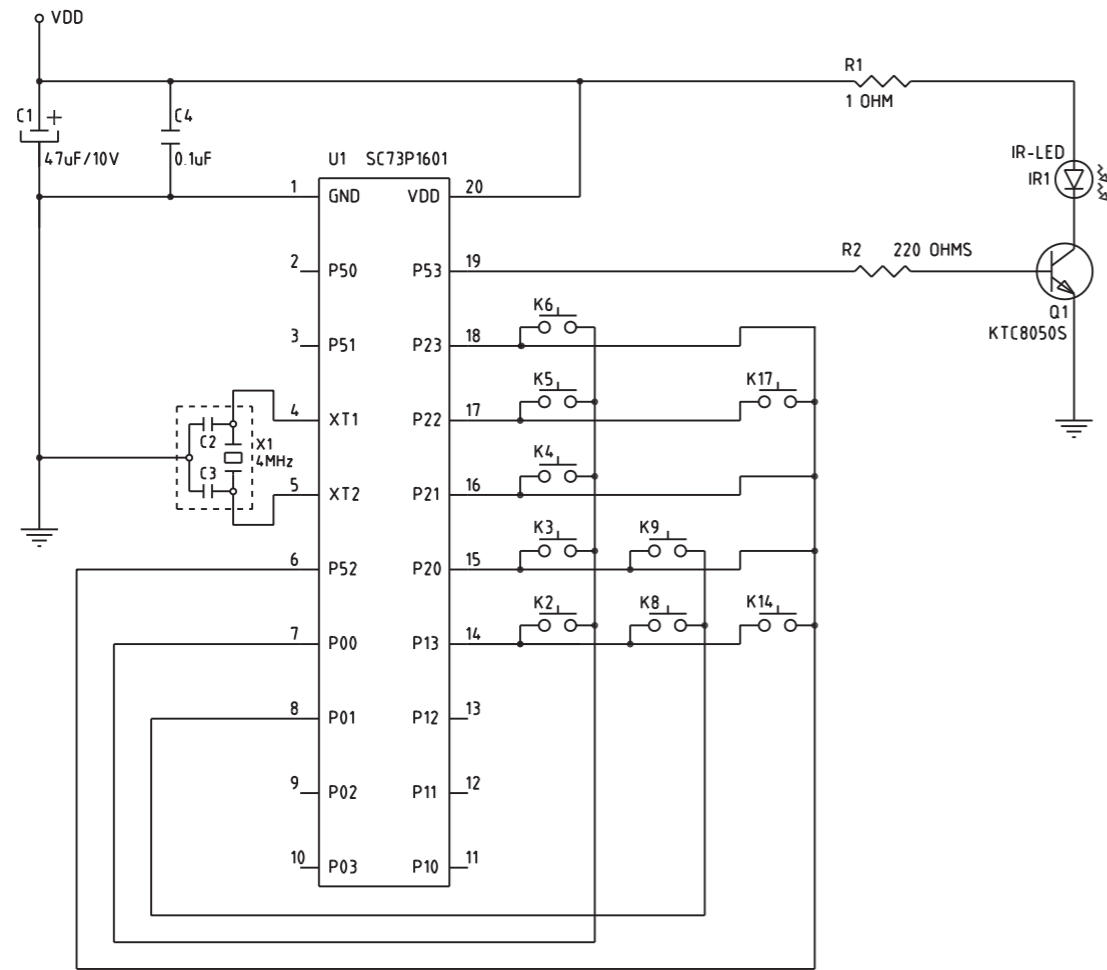 VDD
R1
1 OHM
C1 +
C4
47uF/10V
0.1uF
U1 SC73P1601
IR-LED
IR1
1 GND VDD 20
2 P50 P53 19
R2 220 OHMS
Q1
KTC8050S
K6
3 P51 P23 18
K5
K17
4 XT1 P22 17
C2
X1
4MHz
C3
K4
5 XT2 P21 16
K3
K9
6 P52 P20 15
K2
K8
K14
7 P00 P13 14
8 P01 P12 13
9 P02 P11 12
10 P03 P10 11